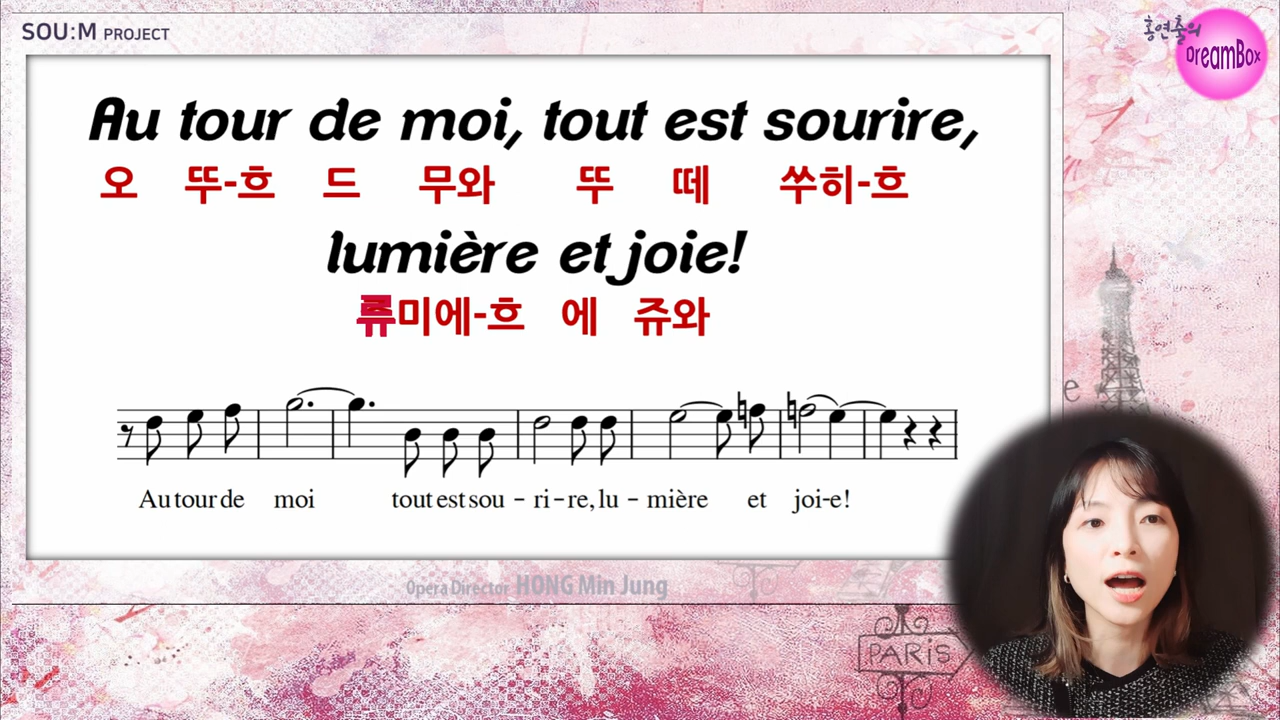 SOU:M PROJECT
홍연출의
DreamBox
Au tour de moi, tout est sourire,
오 뚜-흐 드 무와 뚜 떼 쑤히-흐
lumière et joie!
류미에-흐 에 쥬와
Au tour de moi tout est sou - ri - re, lu - mière et joi-e!
e
Opera Director HONG Min Jung
PARIS